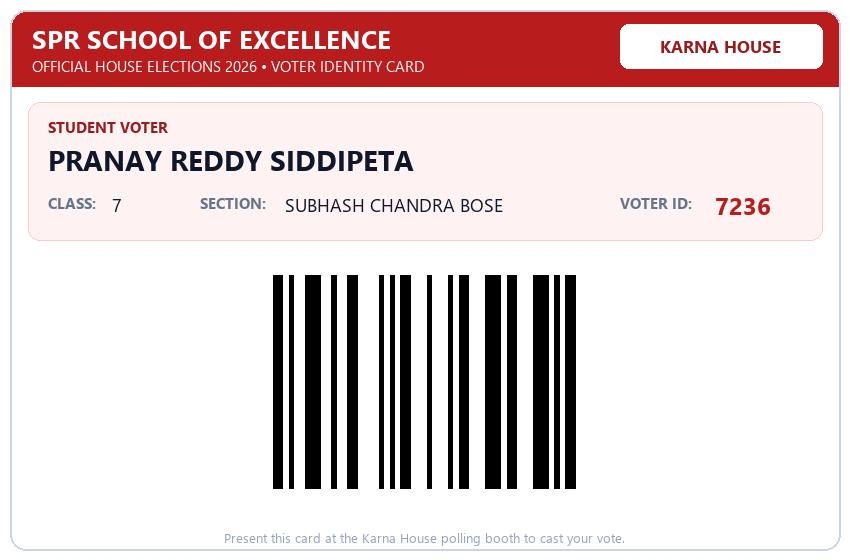 SPR SCHOOL OF EXCELLENCE
OFFICIAL HOUSE ELECTIONS 2026 • VOTER IDENTITY CARD
KARNA HOUSE
STUDENT VOTER
PRANAY REDDY SIDDIPETA
CLASS: 7 SECTION: SUBHASH CHANDRA BOSE VOTER ID: 7236
Present this card at the Karna House polling booth to cast your vote.